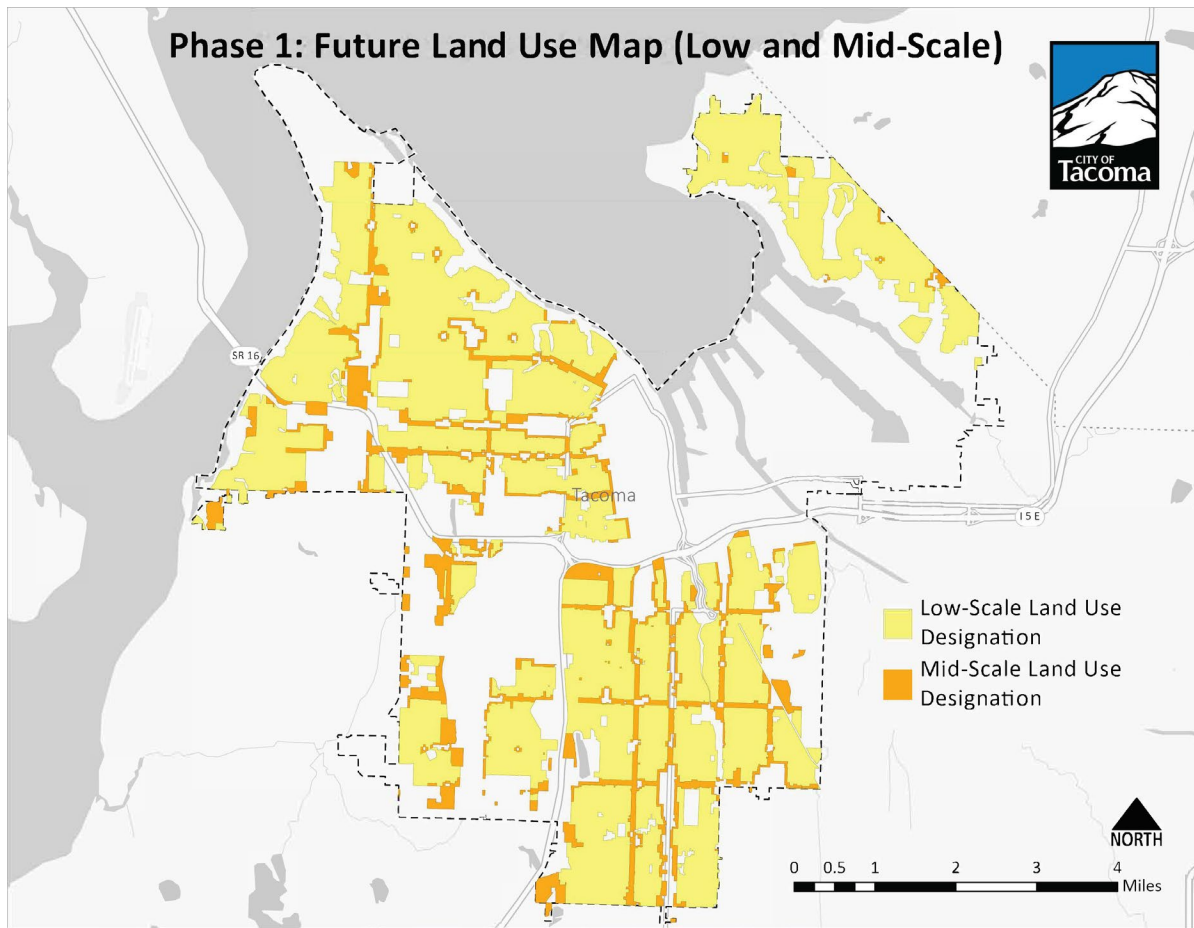 Phase 1: Future Land Use Map (Low and Mid-Scale)
CITY OF
Tacoma
SR 16
Tacoma
I 5 E
Low-Scale Land Use
Designation
Mid-Scale Land Use
Designation
NORTH
0 0.5 1 2 3 4
Miles